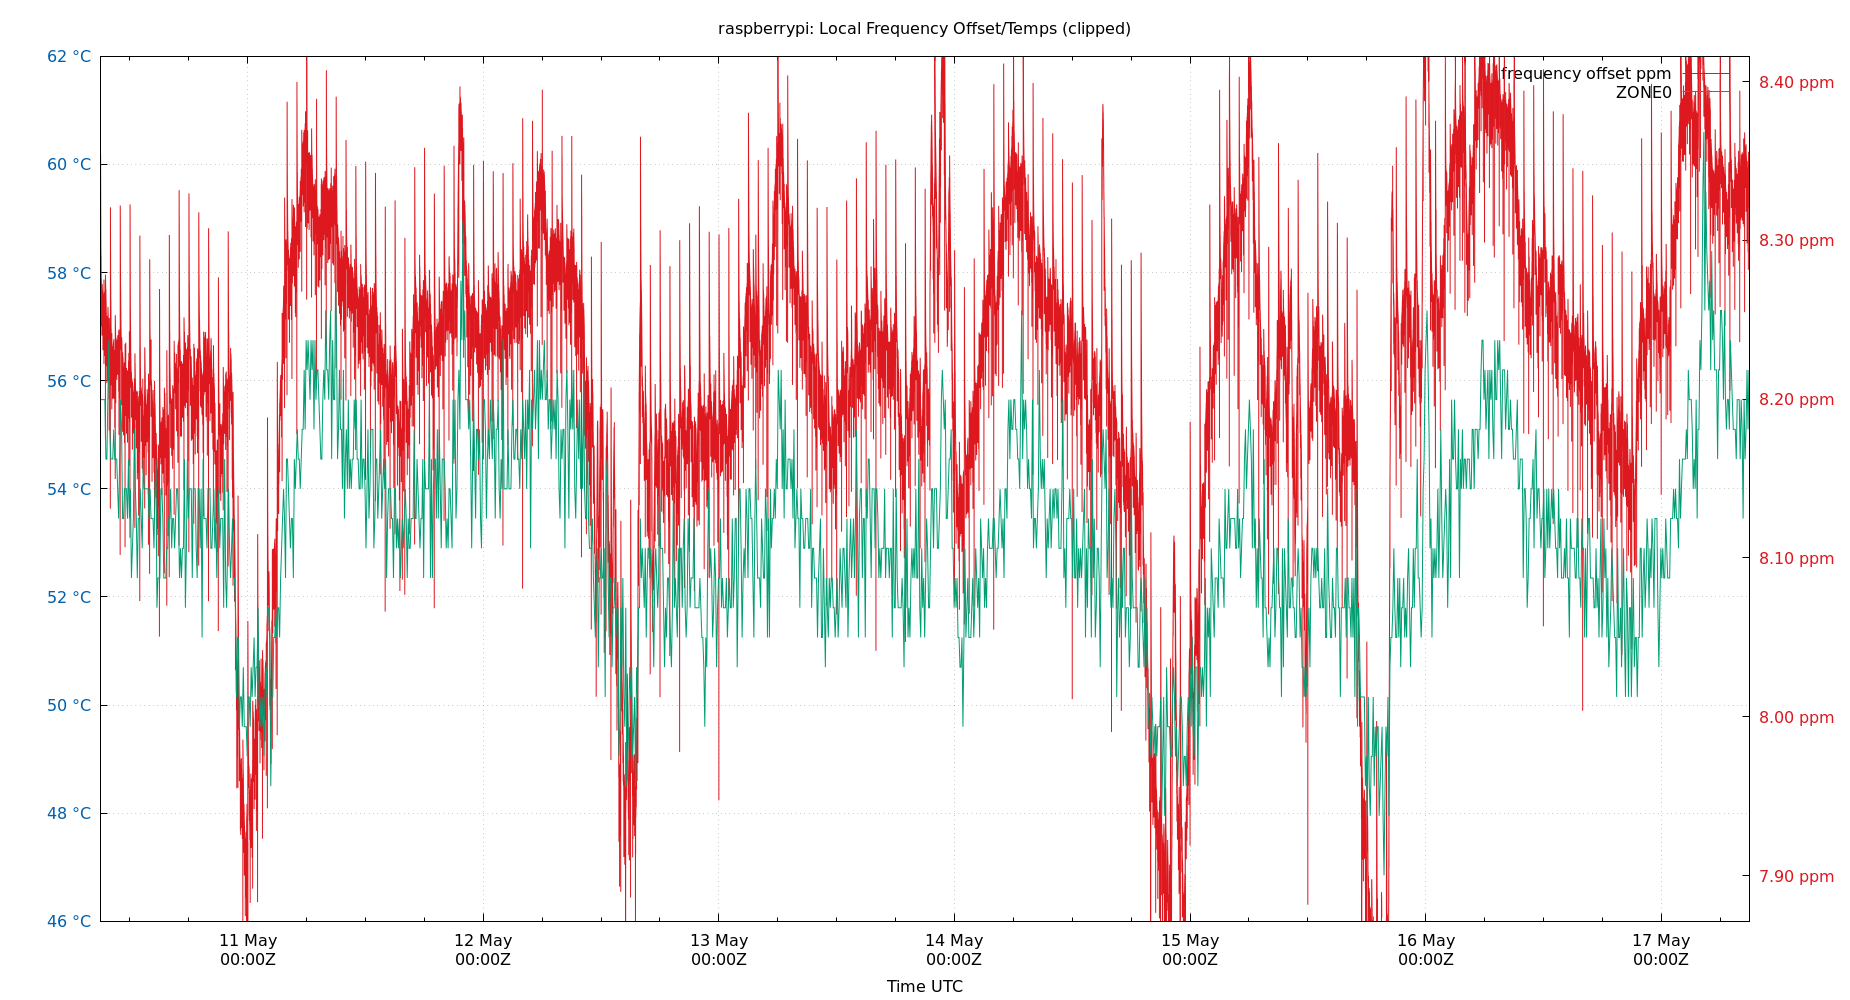 raspberrypi: Local Frequency Offset/Temps (clipped)
62 °C
60 °C
58 °C
56 °C
54 °C
52 °C
50 °C
48 °C
46 °C
frequency offset ppm
ZONE0
8.40 ppm
8.30 ppm
8.20 ppm
8.10 ppm
8.00 ppm
7.90 ppm
11 May 12 May 13 May 14 May 15 May 16 May 17 May
00:00Z 00:00Z 00:00Z 00:00Z 00:00Z 00:00Z 00:00Z
Time UTC